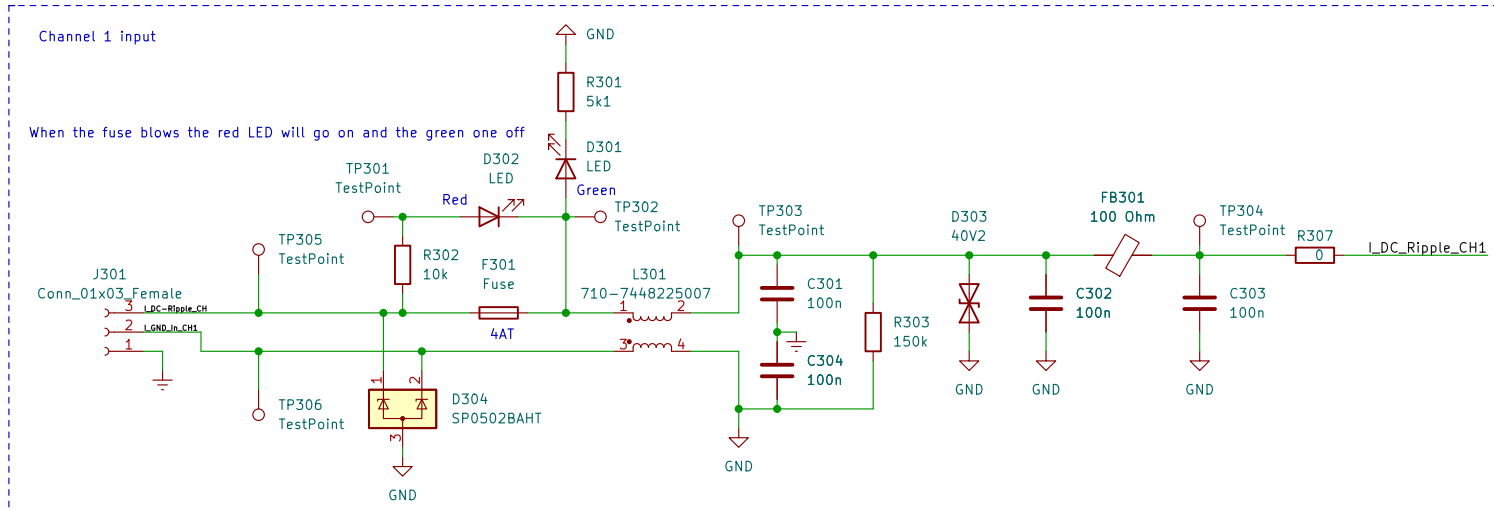 Channel 1 input
GND
R301
5k1
When the fuse blows the red LED will go on and the green one off
D302
LED
D301
LED
TP301
TestPoint
Red
Green
TP302
TestPoint
TP303
TestPoint
D303
40V2
FB301
100 Ohm
TP304
TestPoint
R307
0
I_DC_Ripple_CH1
TP305
TestPoint
R302
10k
F301
Fuse
4AT
L301
710-7448225007
1
2
3
4
J301
Conn_01x03_Female
3
I_DC-Ripple_CH
2
I_GND_In_CH1
1
C301
100n
C304
100n
R303
150k
C302
100n
C303
100n
GND
GND
GND
TP306
TestPoint
1
2
3
D304
SP0502BAHT
GND
GND